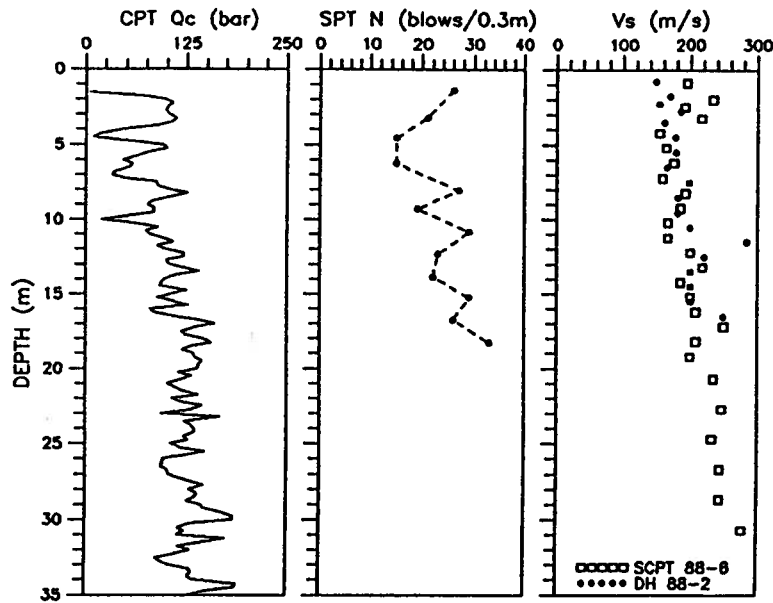 CPT Qc (bar)
SPT N (blows/0.3m)
Vs (m/s)
0 125 250
0 10 20 30 40
0 100 200 300
0
5
10
15
20
25
30
35
DEPTH (m)
SCPT 88-6
DH 88-2